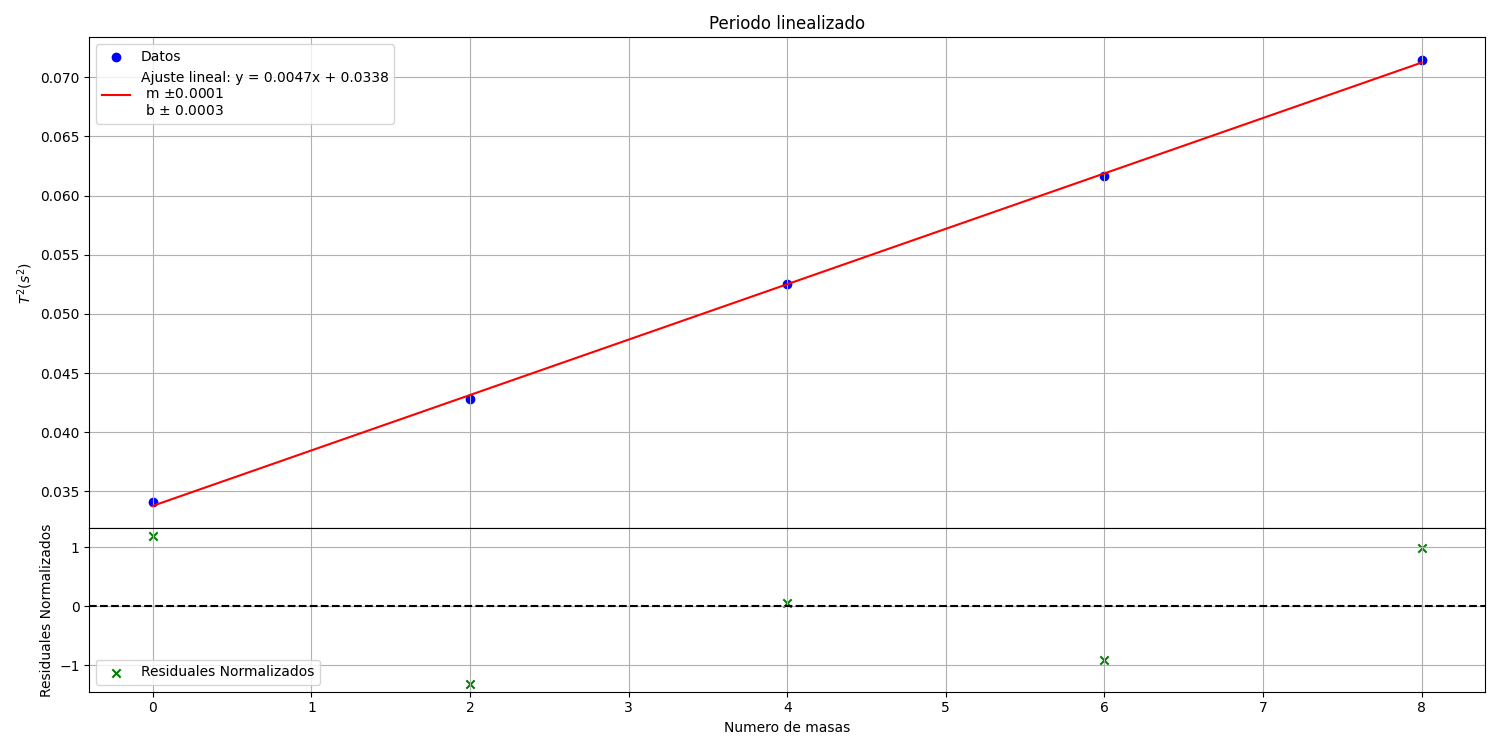 Periodo linealizado
Datos
Ajuste lineal: y = 0.0047x + 0.0338
m ±0.0001
b ± 0.0003
0.070
0.065
0.060
0.055
0.050
0.045
0.040
0.035
T²(s²)
1
0
−1
Residuales Normalizados
Residuales Normalizados
0 1 2 3 4 5 6 7 8
Numero de masas